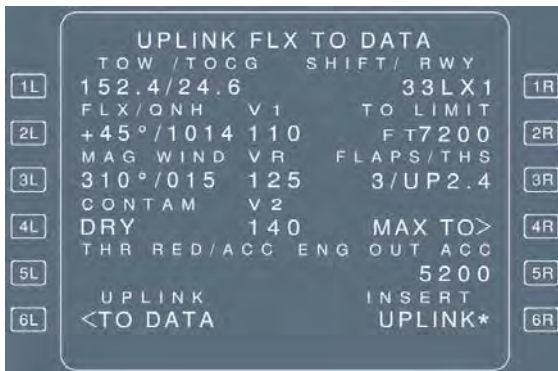 UPLINK FLX TO DATA
TOW /TOCG SHIFT/ RWY
1L 152.4/24.6 33LX1 1R
FLX/QNH V1 TO LIMIT
2L +45°/1014 110 FT7200 2R
MAG WIND VR FLAPS/THS
3L 310°/015 125 3/UP2.4 3R
CONTAM V2
4L DRY 140 MAX TO> 4R
THR RED/ACC ENG OUT ACC
5L 5200 5R
UPLINK INSERT
6L <TO DATA UPLINK* 6R